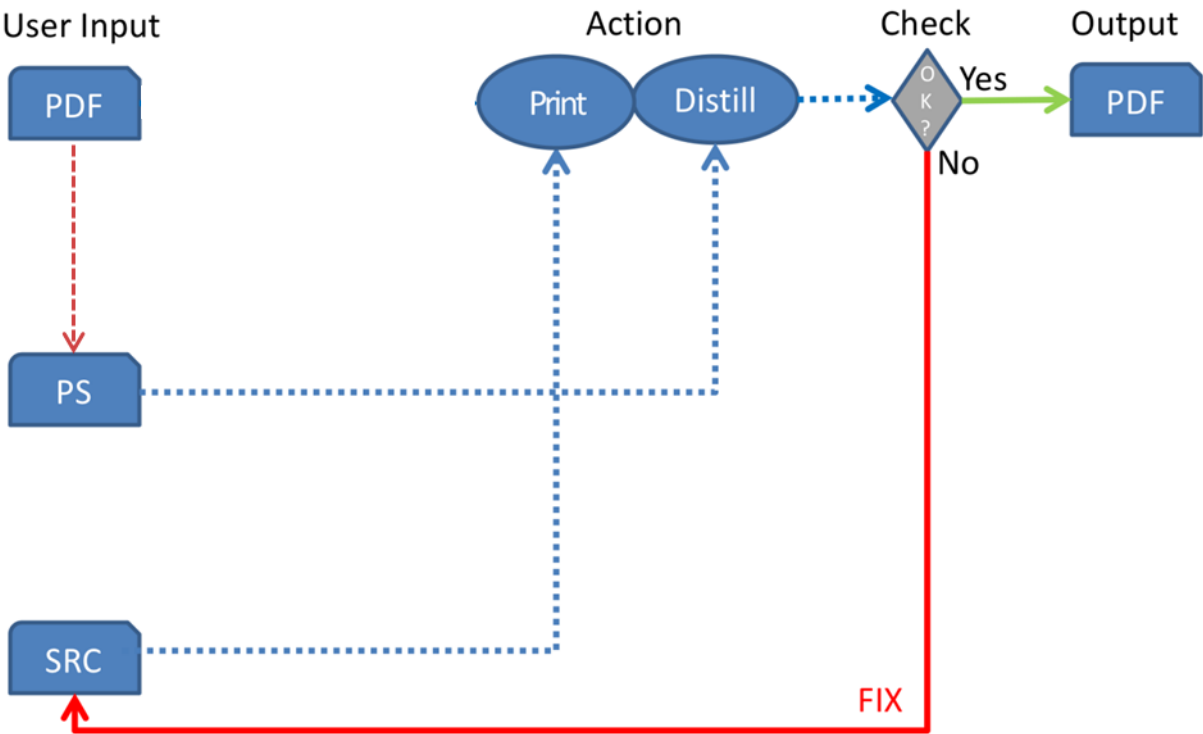 User Input
Action
Check
Output
PDF
Print
Distill
O
K
?
Yes
PDF
No
PS
SRC
FIX